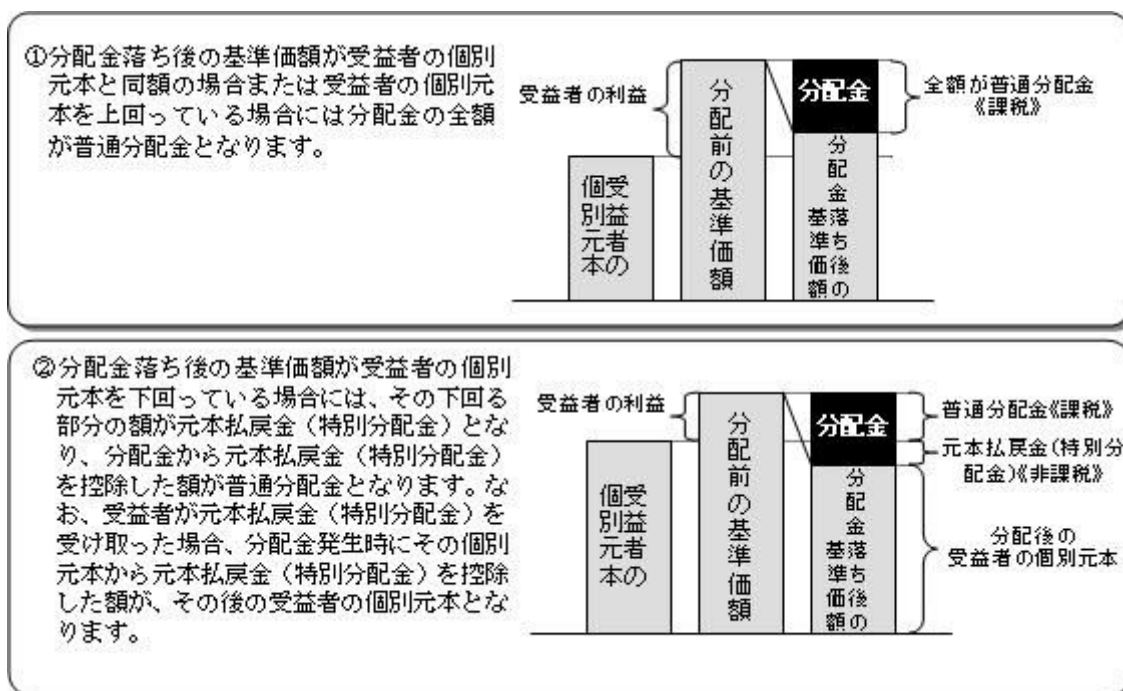 ①分配金落ち後の基準価額が受益者の個別
元本と同額の場合または受益者の個別元
本を上回っている場合には分配金の全額
が普通分配金となります。
受益者の利益
受益者の
個別元本
分配前の基準価額
分配金
分配金落ち後の
基準価額
全額が普通分配金
《課税》
②分配金落ち後の基準価額が受益者の個別
元本を下回っている場合には、その下回る
部分の額が元本払戻金（特別分配金）とな
り、分配金から元本払戻金（特別分配金）
を控除した額が普通分配金となります。な
お、受益者が元本払戻金（特別分配金）を
受け取った場合、分配金発生時にその個別
元本から元本払戻金（特別分配金）を控除
した額が、その後の受益者の個別元本とな
ります。
受益者の利益
受益者の
個別元本
分配前の基準価額
分配金
分配金落ち後の
基準価額
普通分配金《課税》
元本払戻金(特別分
配金)《非課税》
分配後の
受益者の個別元本